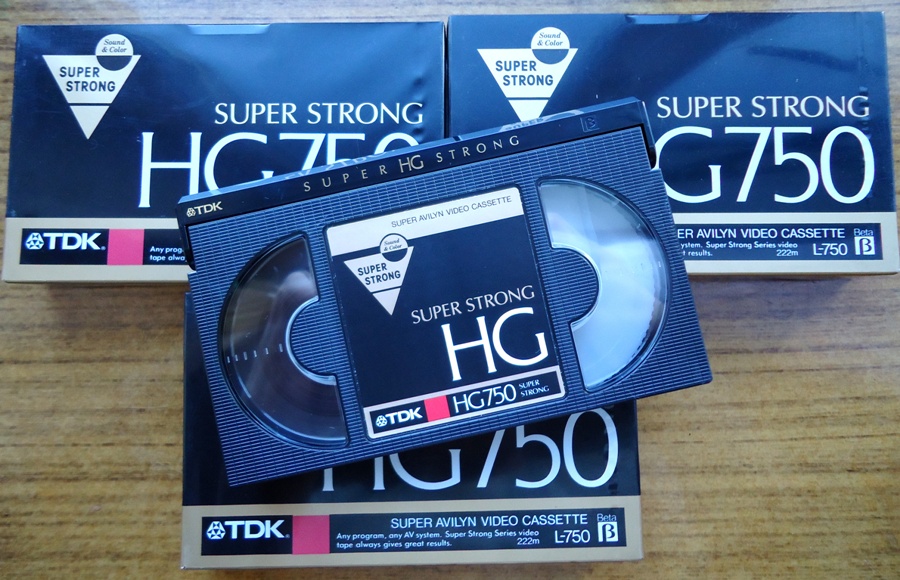 Sound
& Color
SUPER
STRONG
SUPER STRONG
HG750
TDK
Any prog
tape alwa
Sound
& Color
SUPER
STRONG
SUPER STRONG
G750
ER AVILYN VIDEO CASSETTE
ystem. Super Strong Series video
t results.
222m
L-750
Beta
β
TDK
SUPER HG STRONG
β
SUPER AVILYN VIDEO CASSETTE
Sound
& Color
SUPER
STRONG
SUPER STRONG
HG
TDK
HG750
SUPER
STRONG
HG750
TDK
SUPER AVILYN VIDEO CASSETTE
Any program, any AV system. Super Strong Series video
tape always gives great results.
222m
L-750
Beta
β